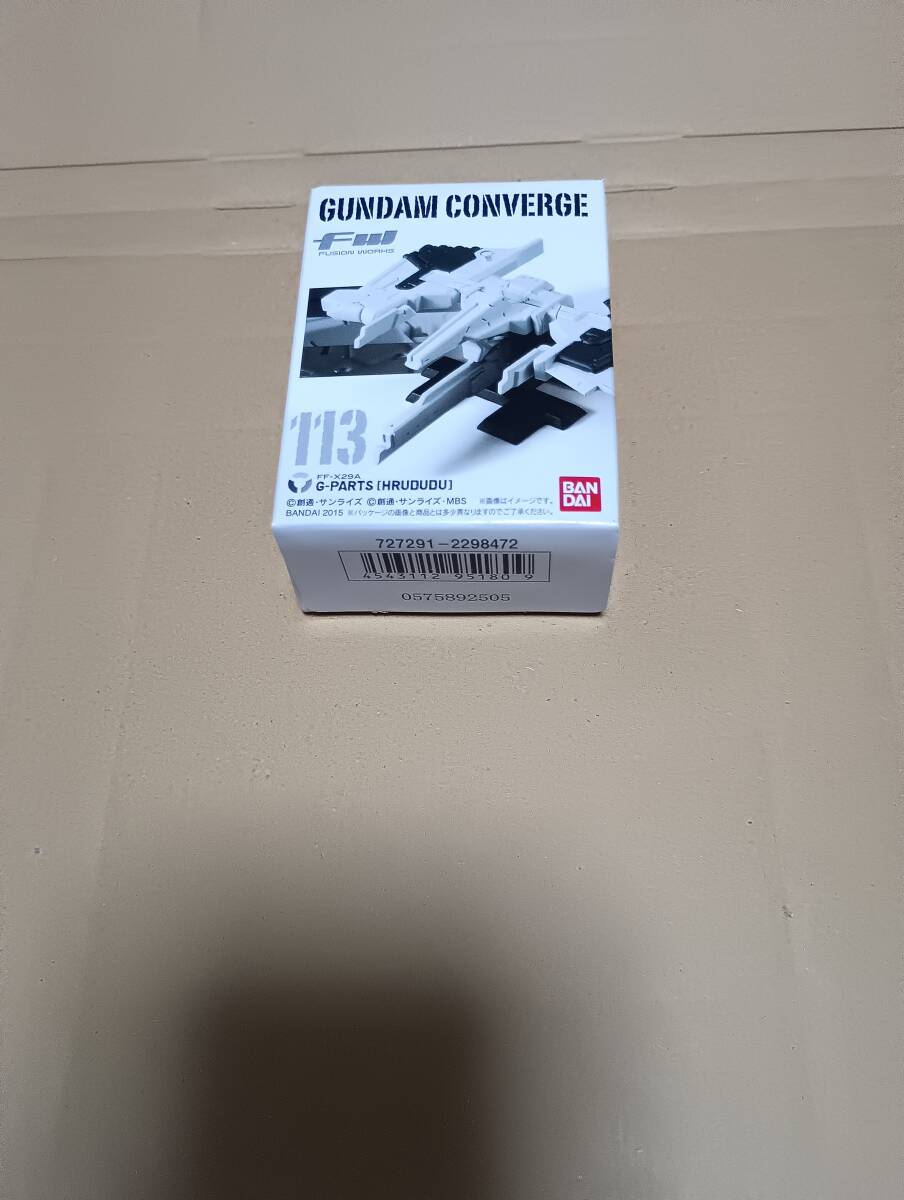 GUNDAM CONVERGE
FW
FUSION WORKS
113
FF-X29A
G-PARTS [HRUDUDU]
©創通・サンライズ ©創通・サンライズ・MBS ※画像はイメージです。
BANDAI 2015 ※パッケージの画像と商品とは多少異なりますのでご了承ください。
BAN
DAI
727291-2298472
4543112 95180 9
0575892505